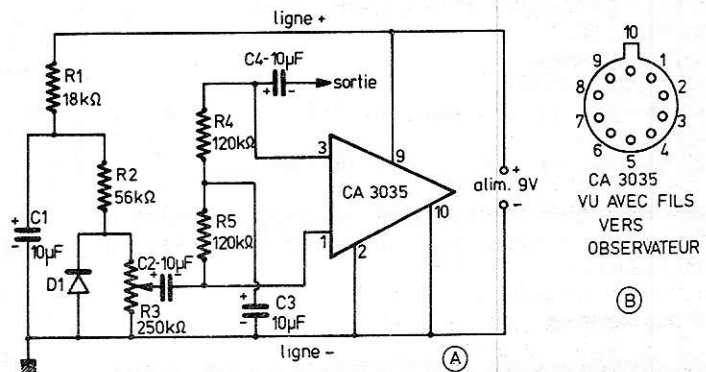 ligne +
R1
18kΩ
C4-10µF
+ -
sortie
R4
120kΩ
3
9
R2
56kΩ
CA 3035
+
alim. 9V
-
10
C1
+
-
10µF
R5
120kΩ
1
2
D1
C2-10µF
+ -
R3
250kΩ
+
-
C3
10µF
ligne -
A
10
9
1
8
2
7
3
6
5
4
CA 3035
VU AVEC FILS
VERS
OBSERVATEUR
B